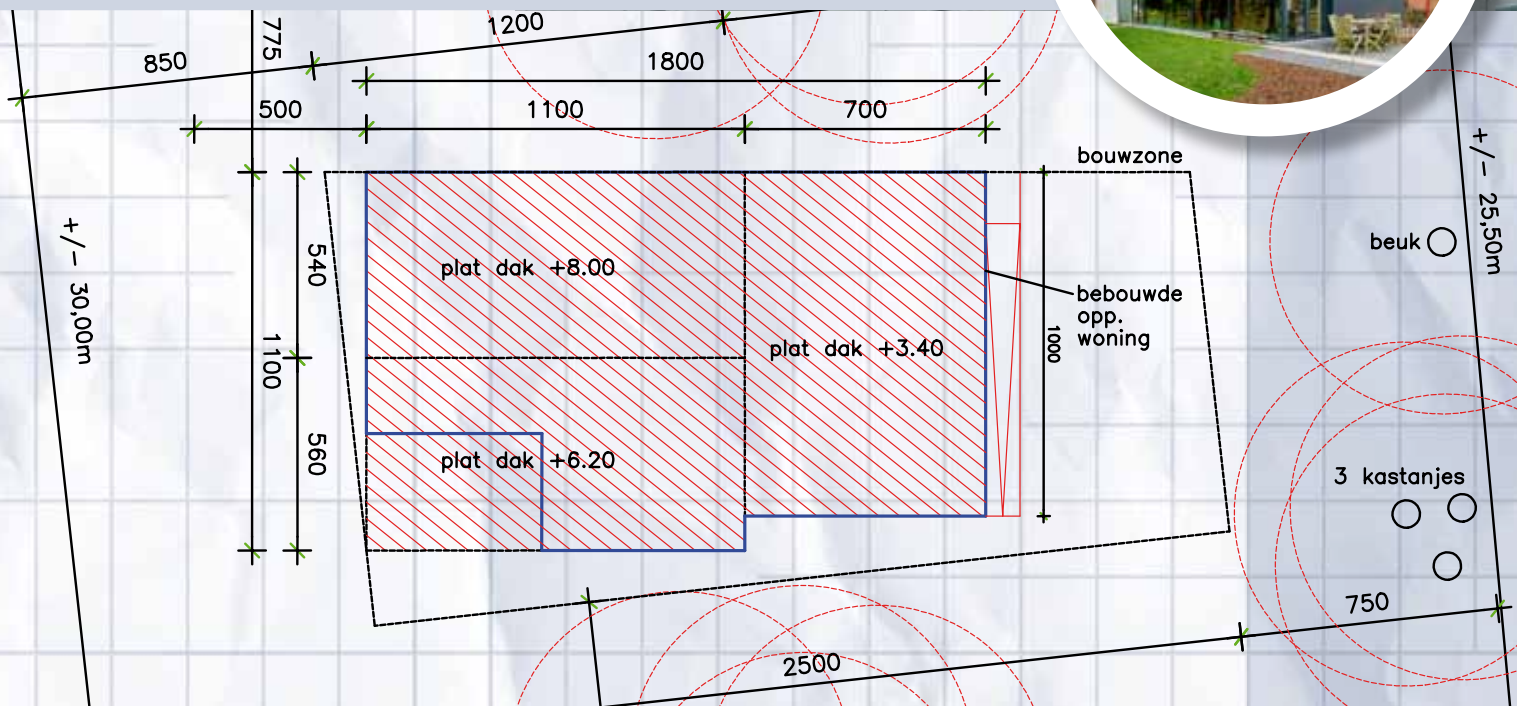 1200
775
850
1800
500
1100
700
bouwzone
+/- 25,50m
+/- 30,00m
540
plat dak +8.00
beuk
bebouwde
opp.
woning
1100
1000
plat dak +3.40
560
plat dak +6.20
3 kastanjes
750
2500